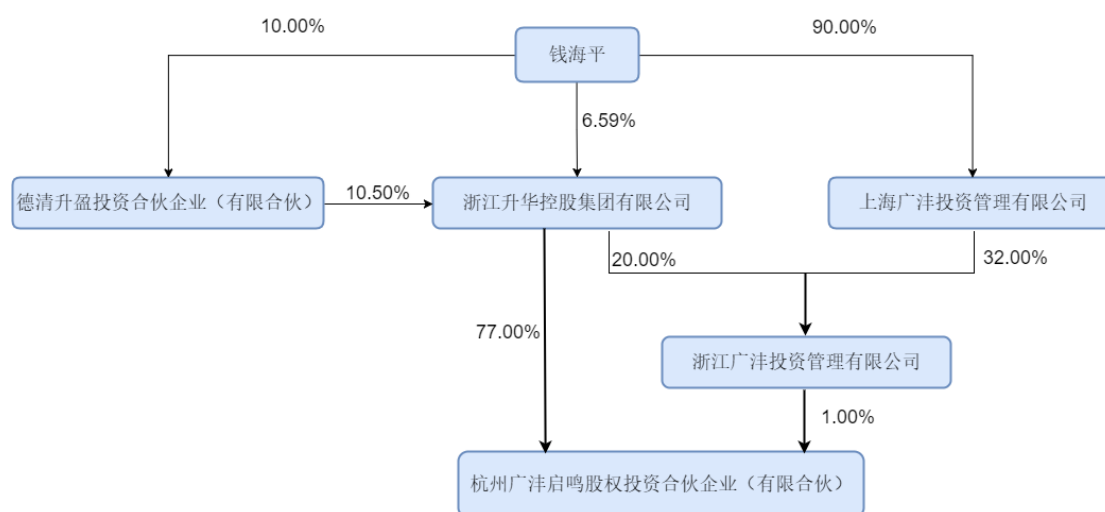 10.00%
90.00%
钱海平
6.59%
德清升盈投资合伙企业（有限合伙）
10.50%
浙江升华控股集团有限公司
上海广沣投资管理有限公司
20.00%
32.00%
77.00%
浙江广沣投资管理有限公司
1.00%
杭州广沣启鸣股权投资合伙企业（有限合伙）